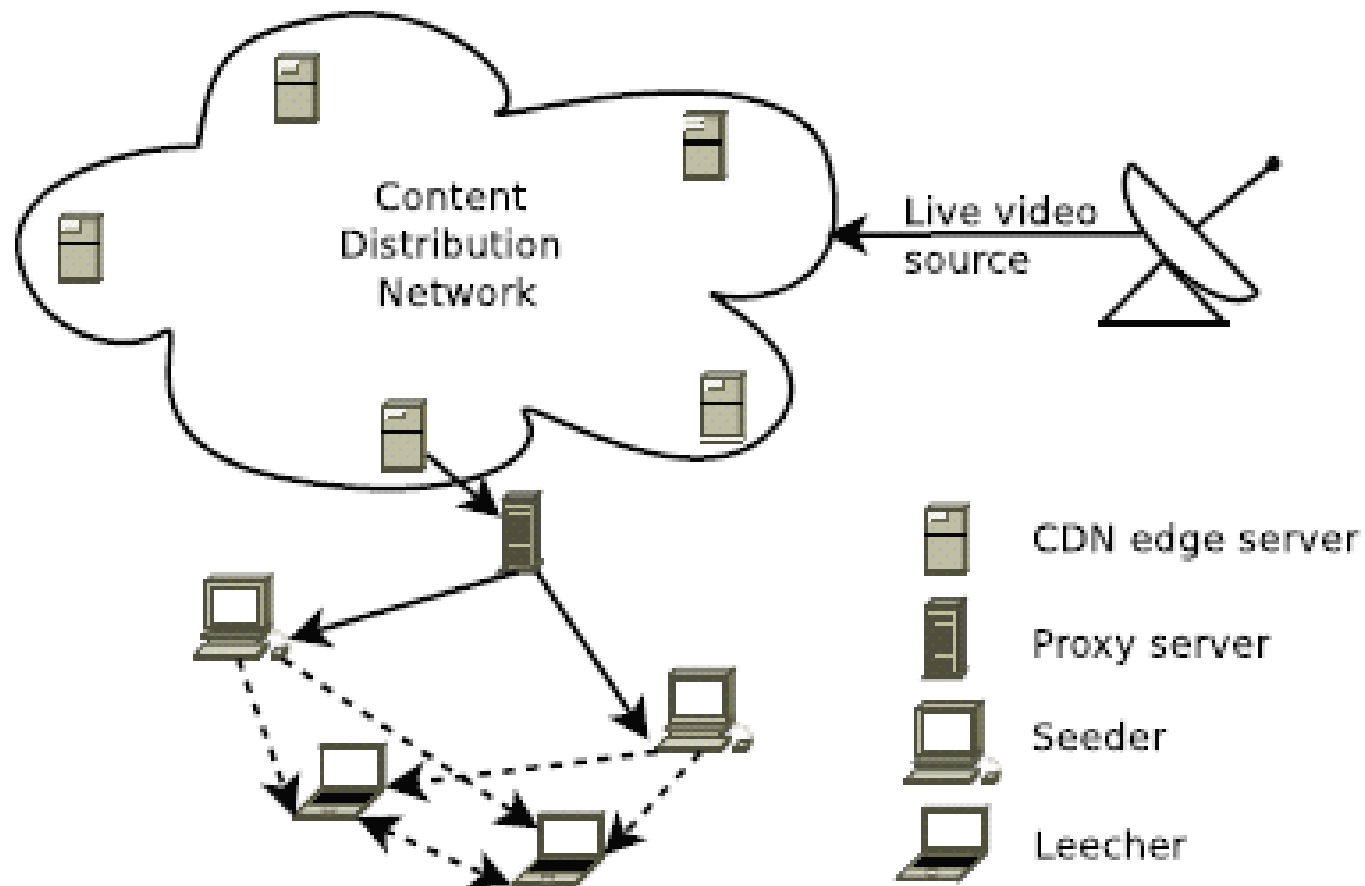 Content
Distribution
Network
Live video
source
CDN edge server
Proxy server
Seeder
Leecher